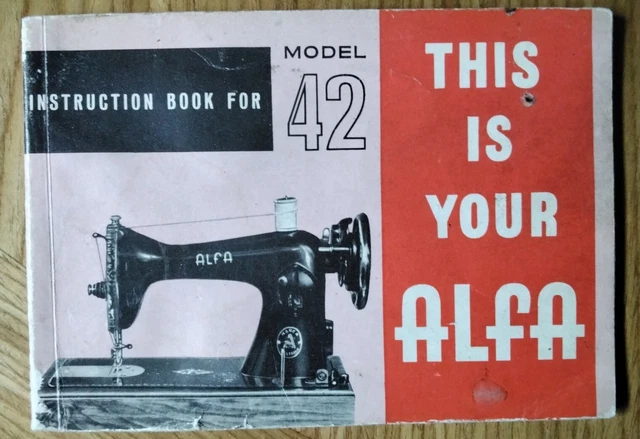 INSTRUCTION BOOK FOR
MODEL
42
THIS
IS
YOUR
ALFA
ALFA